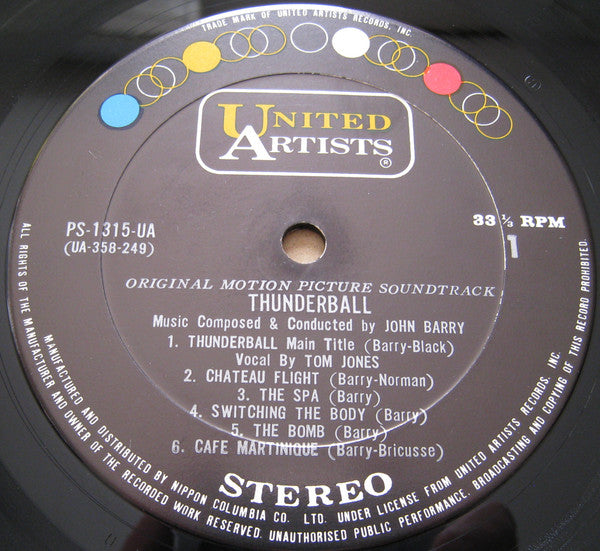 TRADE MARK OF UNITED ARTISTS RECORDS, INC.
UNITED
ARTISTS
®
PS-1315-UA
(UA-358-249)
33 ⅓ RPM
1
ORIGINAL MOTION PICTURE SOUNDTRACK
THUNDERBALL
Music Composed & Conducted by JOHN BARRY
1. THUNDERBALL Main Title (Barry-Black)
Vocal By TOM JONES
2. CHATEAU FLIGHT (Barry-Norman)
3. THE SPA (Barry)
4. SWITCHING THE BODY (Barry)
5. THE BOMB (Barry)
6. CAFE MARTINIQUE (Barry-Bricusse)
STEREO
MANUFACTURED AND DISTRIBUTED BY NIPPON COLUMBIA CO. LTD. UNDER LICENSE FROM UNITED ARTISTS RECORDS, INC.
ALL RIGHTS OF THE MANUFACTURER AND OWNER OF THE RECORDED WORK RESERVED. UNAUTHORISED PUBLIC PERFORMANCE. BROADCASTING AND COPYING OF THIS RECORD PROHIBITED.